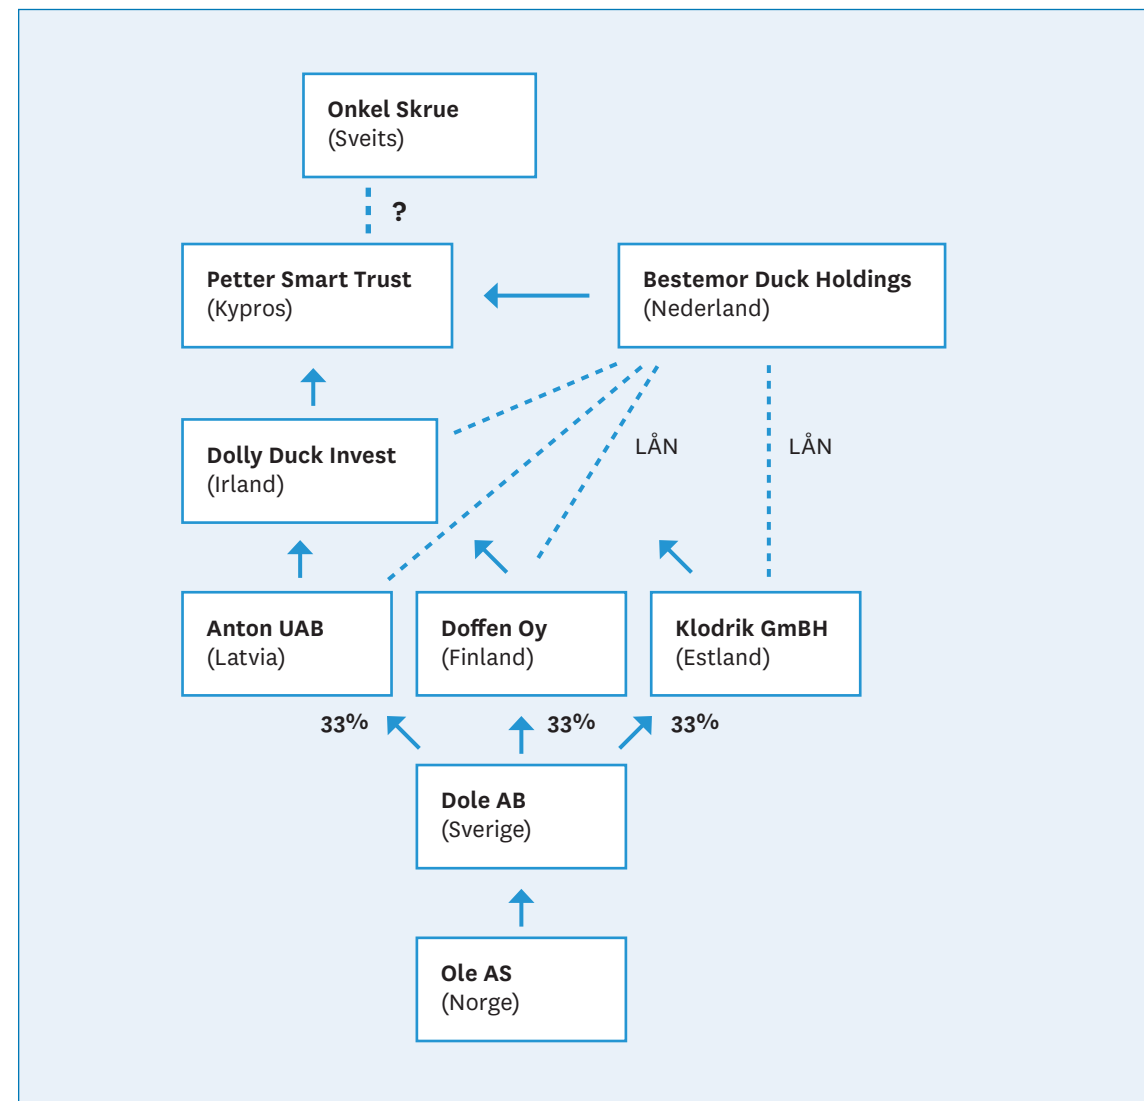 Onkel Skrue
(Sveits)
?
Petter Smart Trust
(Kypros)
Bestemor Duck Holdings
(Nederland)
Dolly Duck Invest
(Irland)
LÅN
LÅN
Anton UAB
(Latvia)
Doffen Oy
(Finland)
Klodrik GmBH
(Estland)
33%
33%
33%
Dole AB
(Sverige)
Ole AS
(Norge)